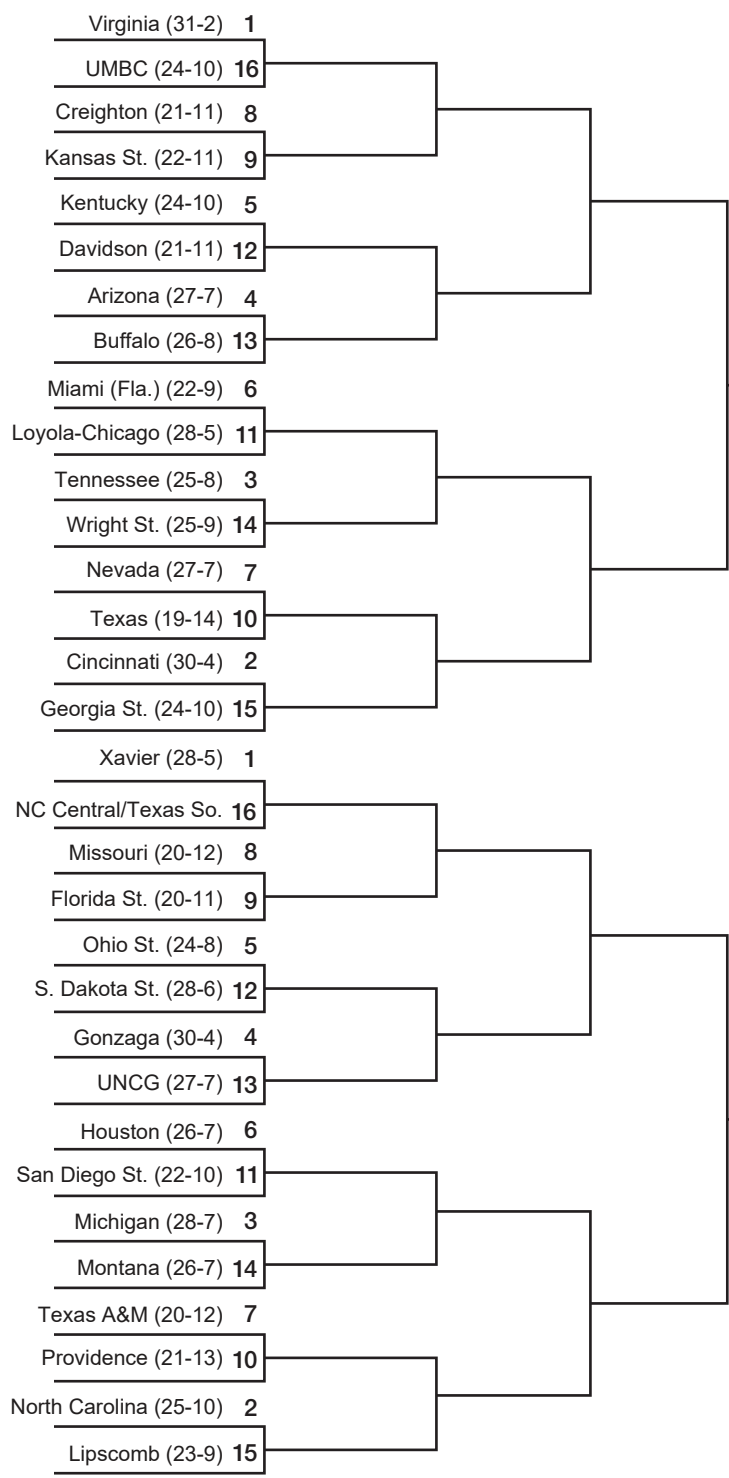 Virginia (31-2) 1
UMBC (24-10) 16
Creighton (21-11) 8
Kansas St. (22-11) 9
Kentucky (24-10) 5
Davidson (21-11) 12
Arizona (27-7) 4
Buffalo (26-8) 13
Miami (Fla.) (22-9) 6
Loyola-Chicago (28-5) 11
Tennessee (25-8) 3
Wright St. (25-9) 14
Nevada (27-7) 7
Texas (19-14) 10
Cincinnati (30-4) 2
Georgia St. (24-10) 15
Xavier (28-5) 1
NC Central/Texas So. 16
Missouri (20-12) 8
Florida St. (20-11) 9
Ohio St. (24-8) 5
S. Dakota St. (28-6) 12
Gonzaga (30-4) 4
UNCG (27-7) 13
Houston (26-7) 6
San Diego St. (22-10) 11
Michigan (28-7) 3
Montana (26-7) 14
Texas A&M (20-12) 7
Providence (21-13) 10
North Carolina (25-10) 2
Lipscomb (23-9) 15